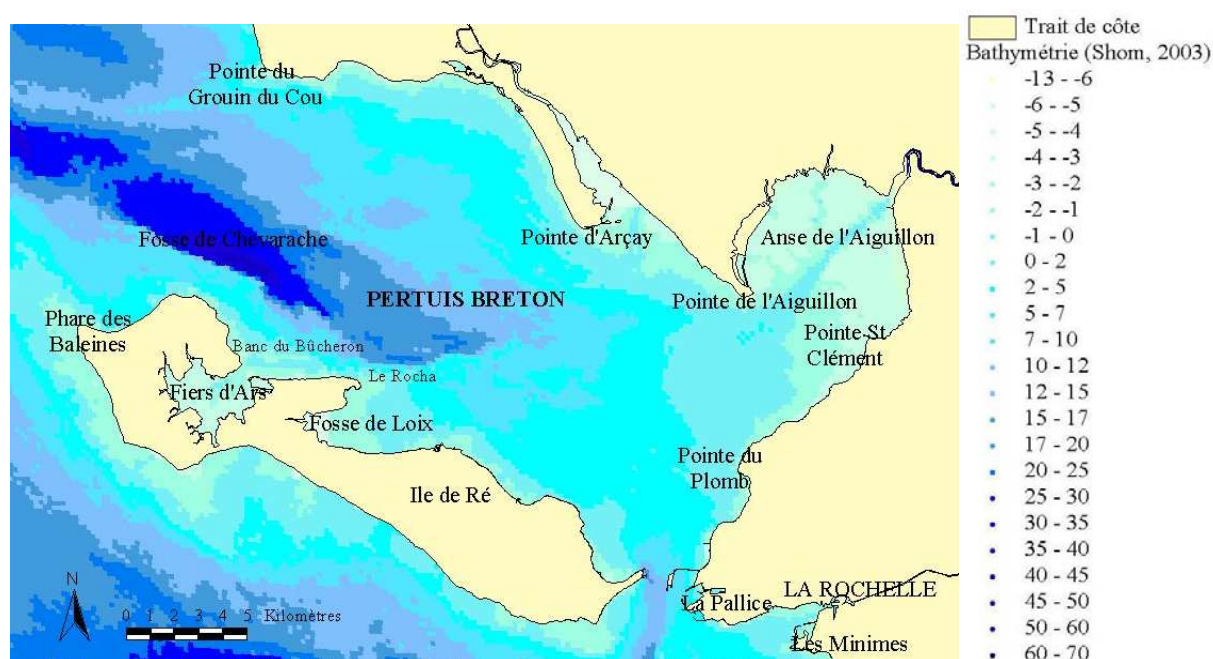 Pointe du
Grouin du Cou
Fosse de Chevarache
Pointe d'Arçay
Anse de l'Aiguillon
PERTUIS BRETON
Pointe de l'Aiguillon
Phare des
Baleines
Banc du Bûcheron
Pointe St
Clément
Le Rocha
Fiers d'Ars
Fosse de Loix
Pointe du
Plomb
Ile de Ré
N
0 1 2 3 4 5 Kilomètres
La Pallice
LA ROCHELLE
Les Minimes
Trait de côte
Bathymétrie (Shom, 2003)
-13 - -6
-6 - -5
-5 - -4
-4 - -3
-3 - -2
-2 - -1
-1 - 0
0 - 2
2 - 5
5 - 7
7 - 10
10 - 12
12 - 15
15 - 17
17 - 20
20 - 25
25 - 30
30 - 35
35 - 40
40 - 45
45 - 50
50 - 60
60 - 70